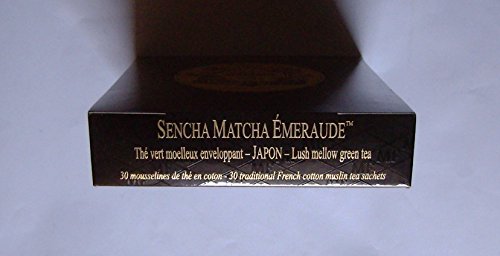 SENCHA MATCHA ÉMERAUDE™
Thé vert moelleux enveloppant – JAPON – Lush mellow green tea
30 mousselines de thé en coton - 30 traditional French cotton muslin tea sachets